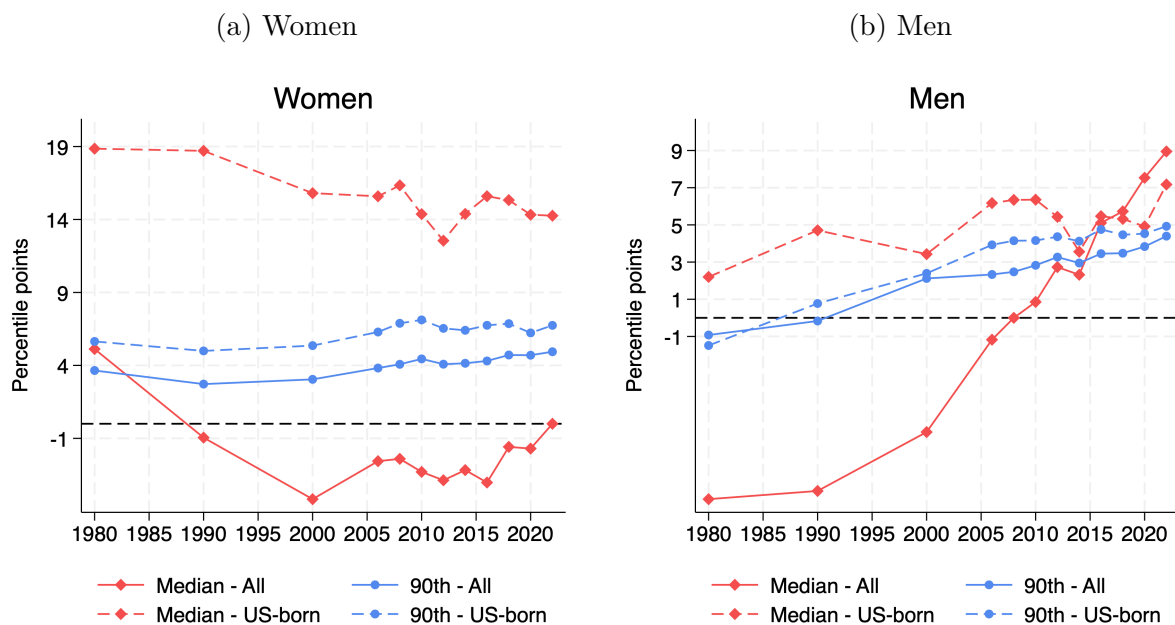 (a) Women
Women
Percentile points
19
14
9
4
-1
1980 1985 1990 1995 2000 2005 2010 2015 2020
Median - All
90th - All
Median - US-born
90th - US-born
(b) Men
Men
Percentile points
9
7
5
3
1
-1
1980 1985 1990 1995 2000 2005 2010 2015 2020
Median - All
90th - All
Median - US-born
90th - US-born